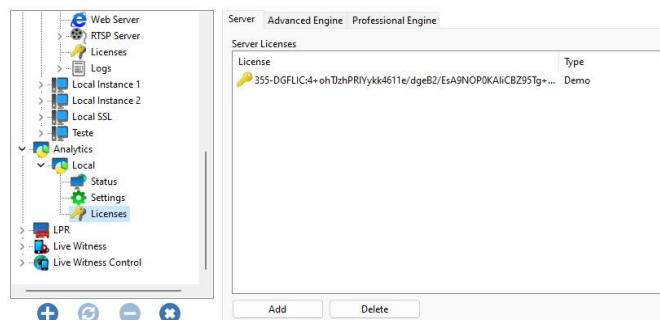 Web Server
RTSP Server
Licenses
Logs
Local Instance 1
Local Instance 2
Local SSL
Teste
Analytics
Local
Status
Settings
Licenses
LPR
Live Witness
Live Witness Control
Server Advanced Engine Professional Engine
Server Licenses
License Type
355-DGFLIC:4+ohTJzhPRlYykk4611e/dgeB2/EsA9NOP0KAliCBZ95Tg+... Demo
Add Delete